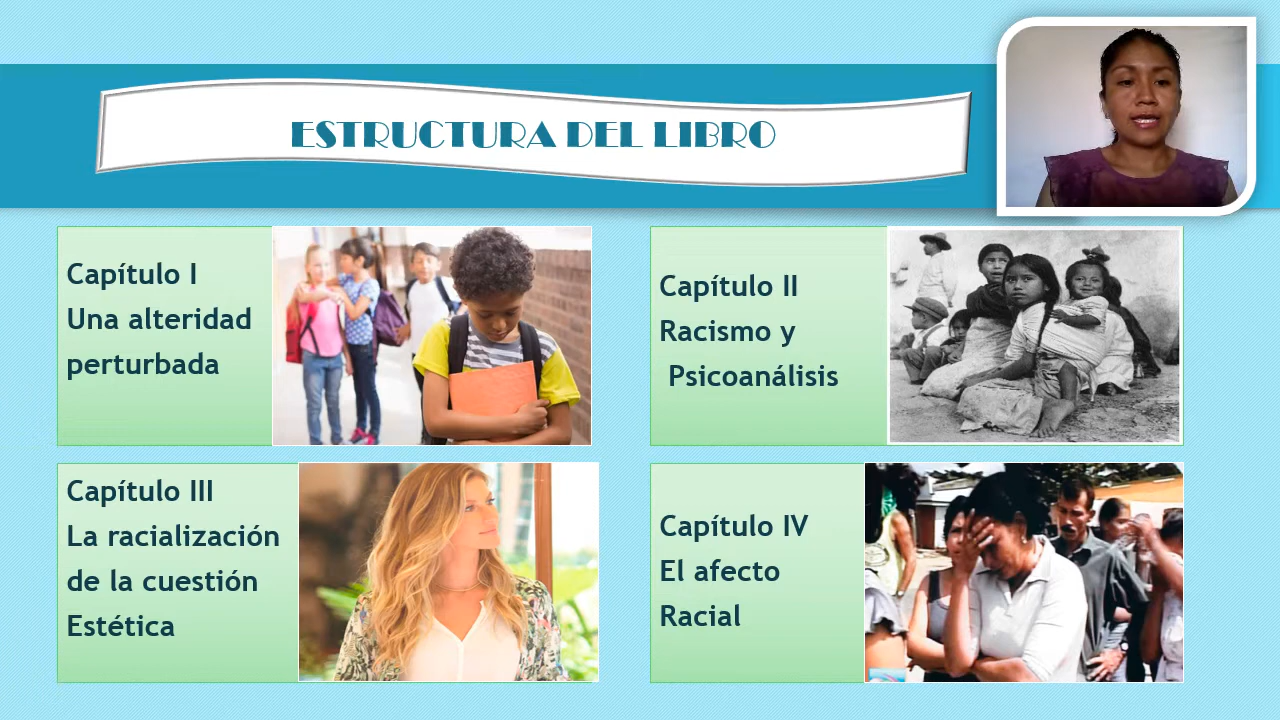 ESTRUCTURA DEL LIBRO
Capítulo I
Una alteridad
perturbada
Capítulo II
Racismo y
Psicoanálisis
Capítulo III
La racialización
de la cuestión
Estética
Capítulo IV
El afecto
Racial